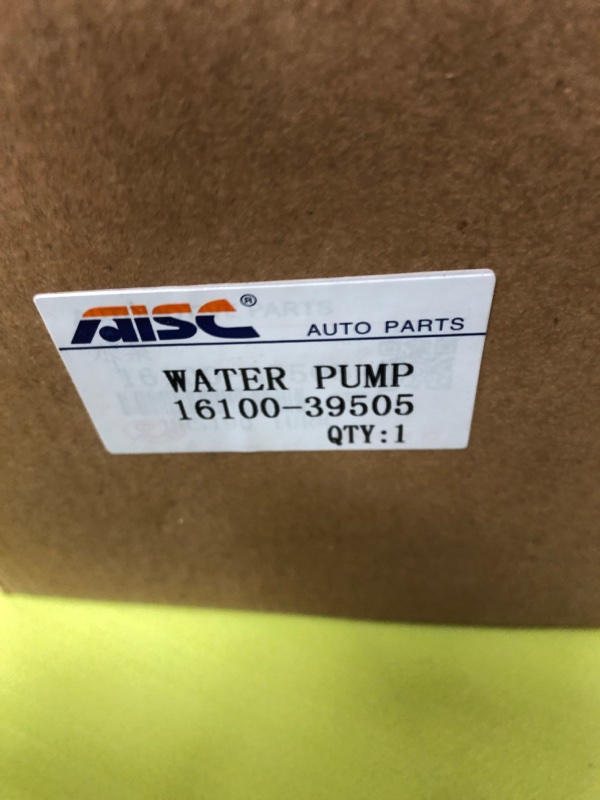 AISC®
AUTO PARTS
WATER PUMP
16100-39505
QTY:1